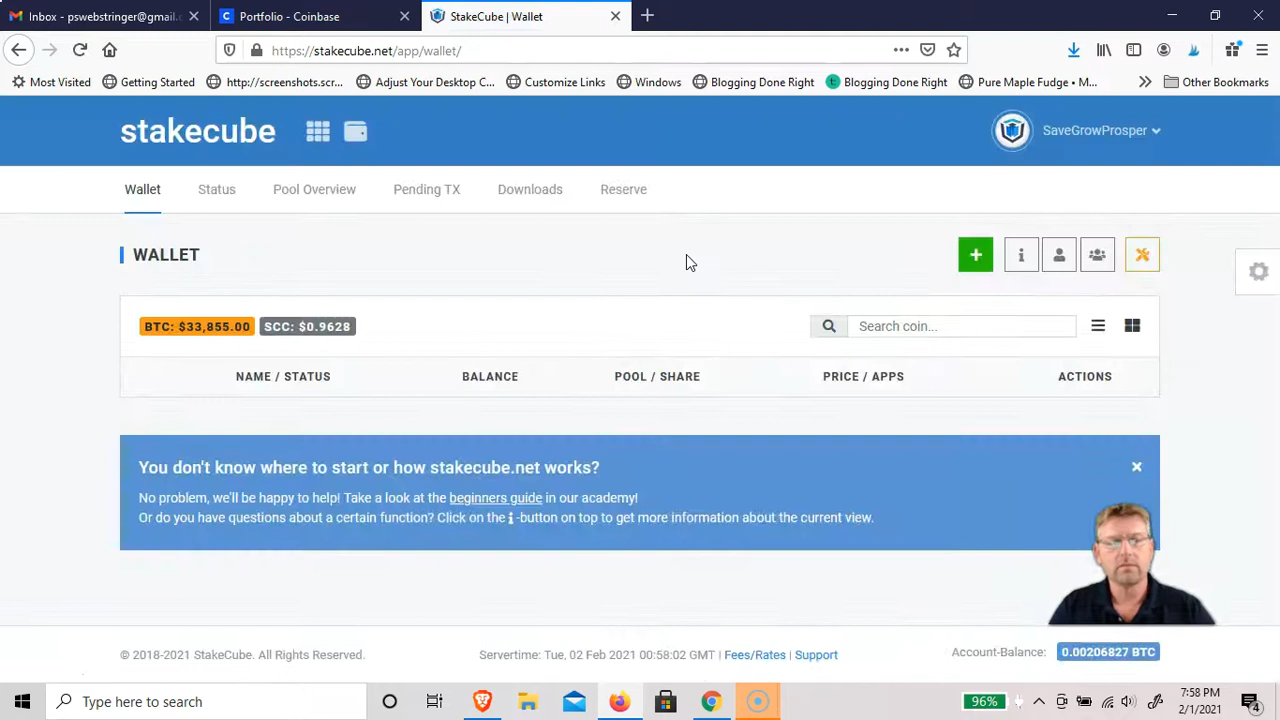 Inbox - pswebstringer@gmail.c
Portfolio - Coinbase
StakeCube | Wallet
https://stakecube.net/app/wallet/
Most Visited
Getting Started
http://screenshots.scr...
Adjust Your Desktop C...
Customize Links
Windows
Blogging Done Right
Blogging Done Right
Pure Maple Fudge • M...
Other Bookmarks
stakecube
SaveGrowProsper
Wallet
Status
Pool Overview
Pending TX
Downloads
Reserve
WALLET
BTC: $33,855.00
SCC: $0.9628
Search coin...
NAME / STATUS
BALANCE
POOL / SHARE
PRICE / APPS
ACTIONS
You don't know where to start or how stakecube.net works?
No problem, we'll be happy to help! Take a look at the beginners guide in our academy!
Or do you have questions about a certain function? Click on the i -button on top to get more information about the current view.
© 2018-2021 StakeCube. All Rights Reserved.
Servertime: Tue, 02 Feb 2021 00:58:02 GMT | Fees/Rates | Support
Account-Balance: 0.00206827 BTC
Type here to search
96%
7:58 PM
2/1/2021
4